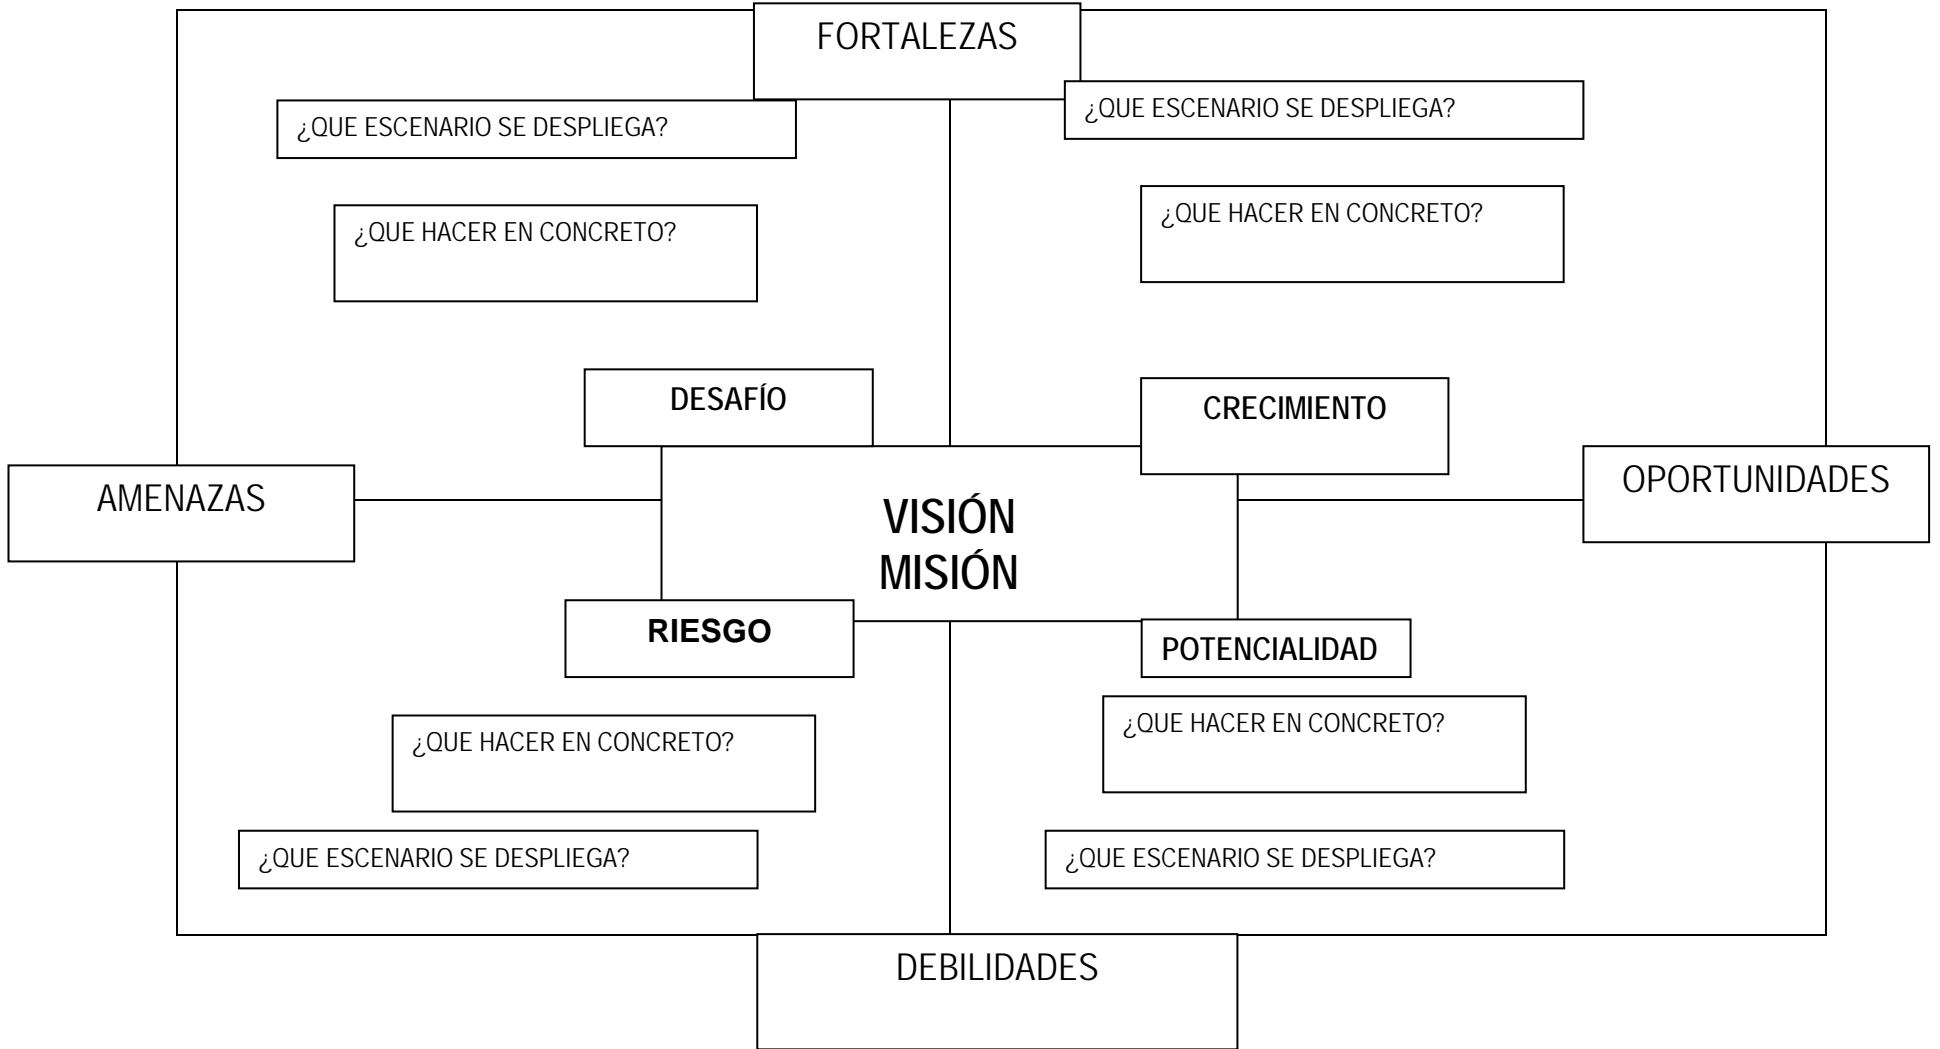 FORTALEZAS
¿QUE ESCENARIO SE DESPLIEGA?
¿QUE ESCENARIO SE DESPLIEGA?
¿QUE HACER EN CONCRETO?
¿QUE HACER EN CONCRETO?
DESAFÍO
CRECIMIENTO
AMENAZAS
VISIÓN
MISIÓN
OPORTUNIDADES
RIESGO
POTENCIALIDAD
¿QUE HACER EN CONCRETO?
¿QUE HACER EN CONCRETO?
¿QUE ESCENARIO SE DESPLIEGA?
¿QUE ESCENARIO SE DESPLIEGA?
DEBILIDADES